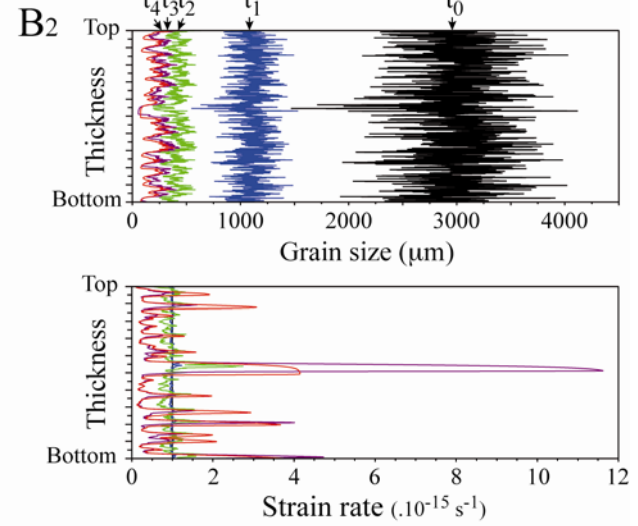 B2
t4 t3 t2 t1 t0
Top
Thickness
Bottom
0 1000 2000 3000 4000
Grain size (μm)
Top
Thickness
Bottom
0 2 4 6 8 10 12
Strain rate (.10-15 s-1)